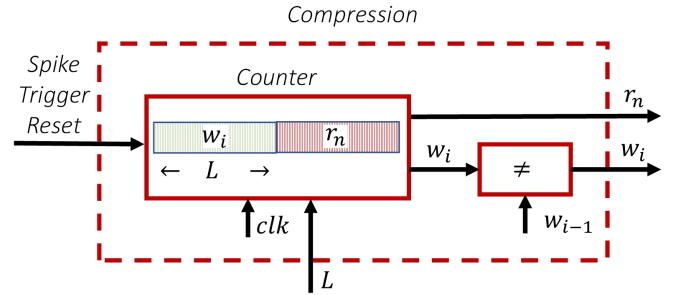 Compression
Spike
Trigger
Reset
Counter
w_i
r_n
← L →
clk
L
r_n
w_i
≠
w_i
w_{i−1}